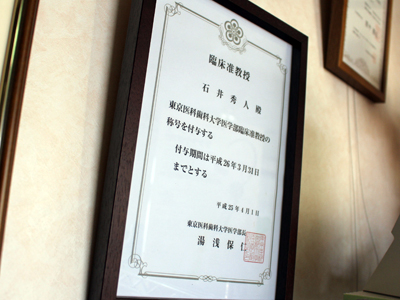 臨床准教授
石井秀人 殿
東京医科歯科大学医学部臨床准教授の
称号を付与する
付与期間は平成26年3月31日
までとする
平成25年4月1日
東京医科歯科大学医学部長
湯浅保仁